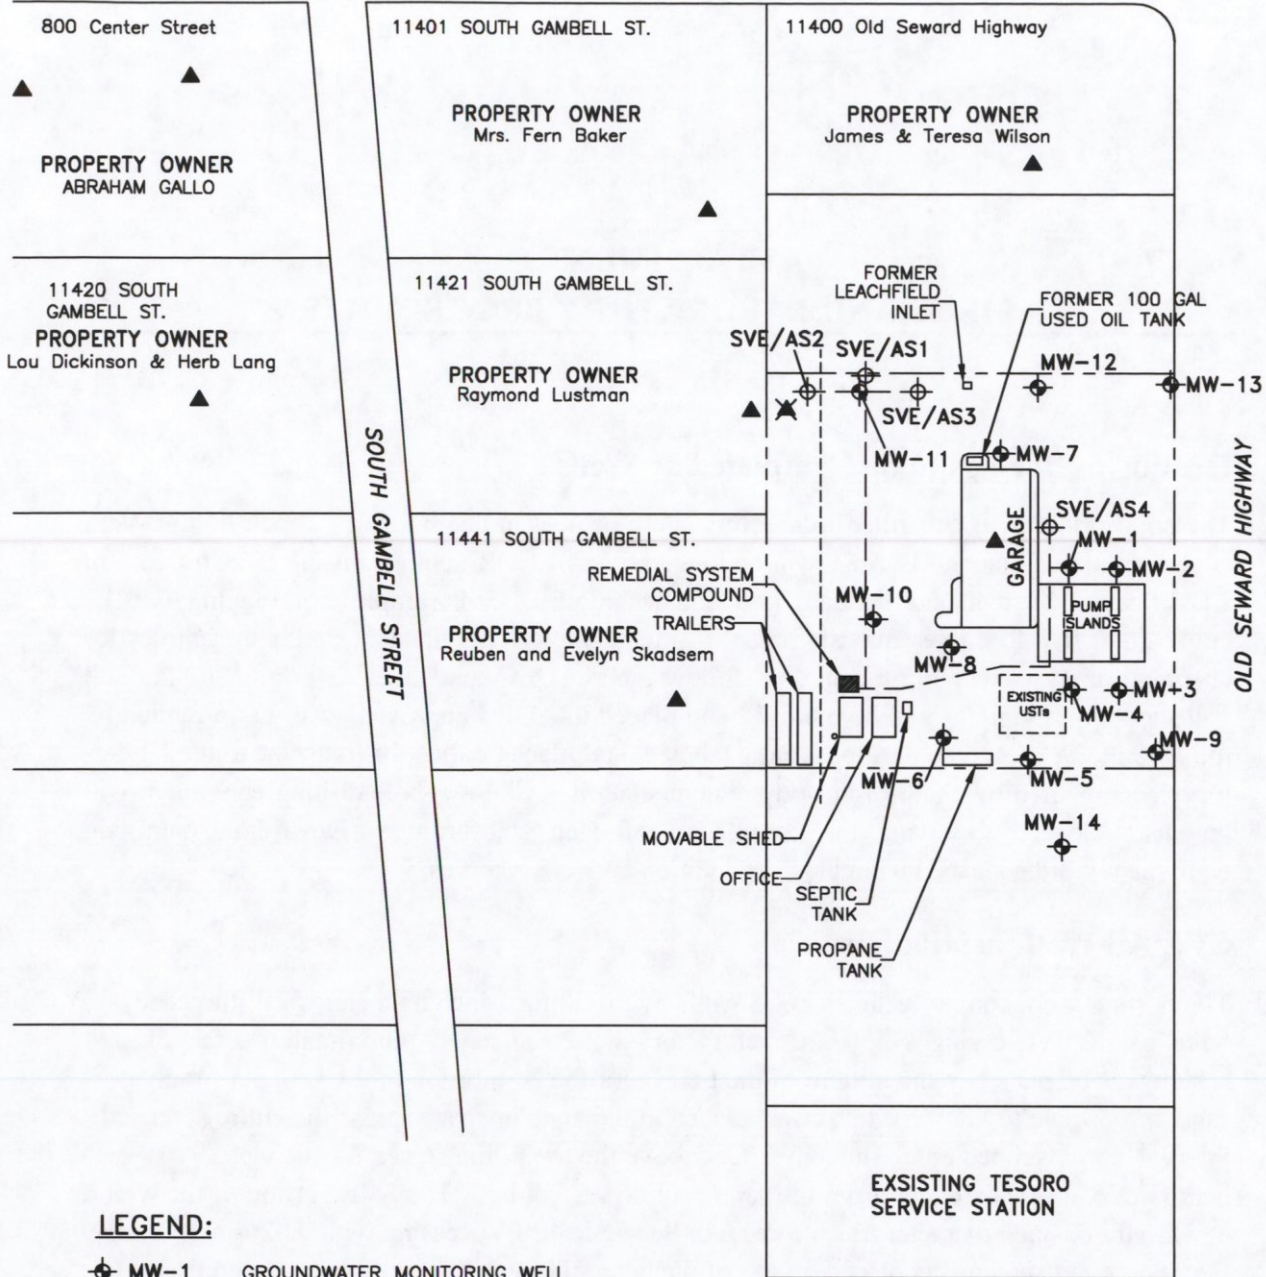 800 Center Street
11401 SOUTH GAMBELL ST.
11400 Old Seward Highway
PROPERTY OWNER
ABRAHAM GALLO
PROPERTY OWNER
Mrs. Fern Baker
PROPERTY OWNER
James & Teresa Wilson
11420 SOUTH
GAMBELL ST.
PROPERTY OWNER
Lou Dickinson & Herb Lang
11421 SOUTH GAMBELL ST.
PROPERTY OWNER
Raymond Lustman
FORMER
LEACHFIELD
INLET
FORMER 100 GAL
USED OIL TANK
SVE/AS2
SVE/AS1
MW-12
MW-13
SVE/AS3
MW-11
MW-7
SOUTH GAMBELL STREET
OLD SEWARD HIGHWAY
11441 SOUTH GAMBELL ST.
PROPERTY OWNER
Reuben and Evelyn Skadsem
REMEDIAL SYSTEM
COMPOUND
TRAILERS
GARAGE
SVE/AS4
MW-1
MW-2
MW-10
PUMP
ISLANDS
MW-8
EXISTING
USTs
MW-3
MW-4
MW-9
MW-6
MW-5
MW-14
MOVABLE SHED
OFFICE
SEPTIC
TANK
PROPANE
TANK
EXSISTING TESORO
SERVICE STATION
LEGEND:
MW-1 GROUNDWATER MONITORING WELL